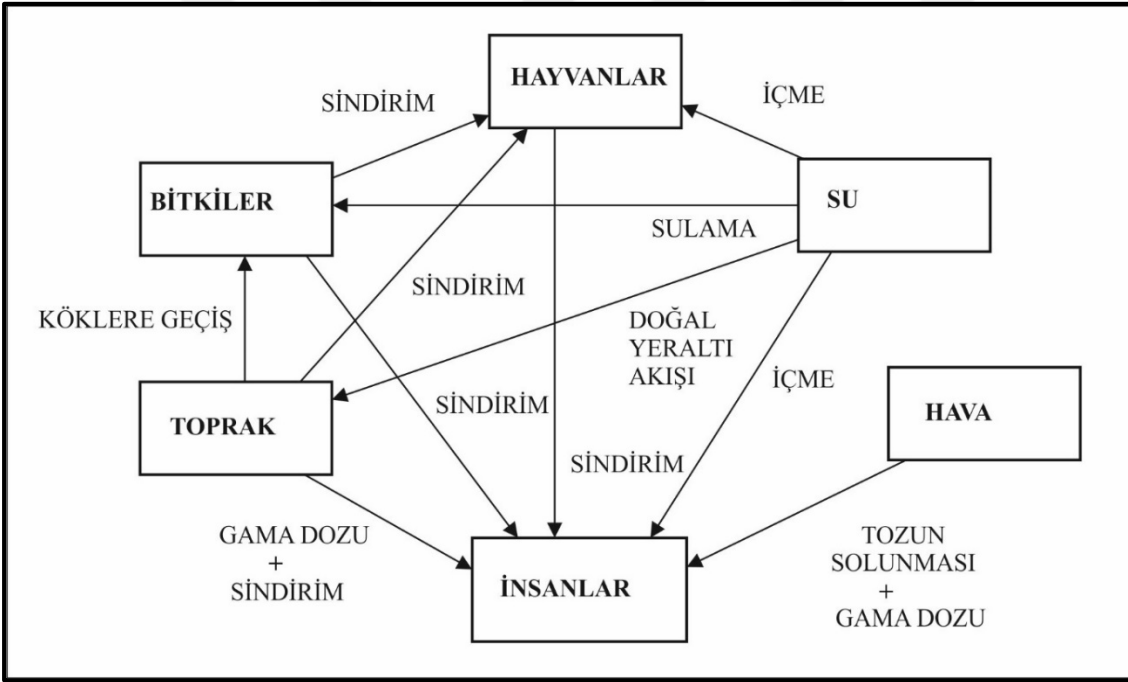 HAYVANLAR
SİNDİRİM
İÇME
BİTKİLER
SU
SULAMA
SİNDİRİM
KÖKLERE GEÇİŞ
DOĞAL
YERALTI
AKIŞI
İÇME
TOPRAK
SİNDİRİM
HAVA
SİNDİRİM
GAMA DOZU
+
SİNDİRİM
İNSANLAR
TOZUN
SOLUNMASI
+
GAMA DOZU